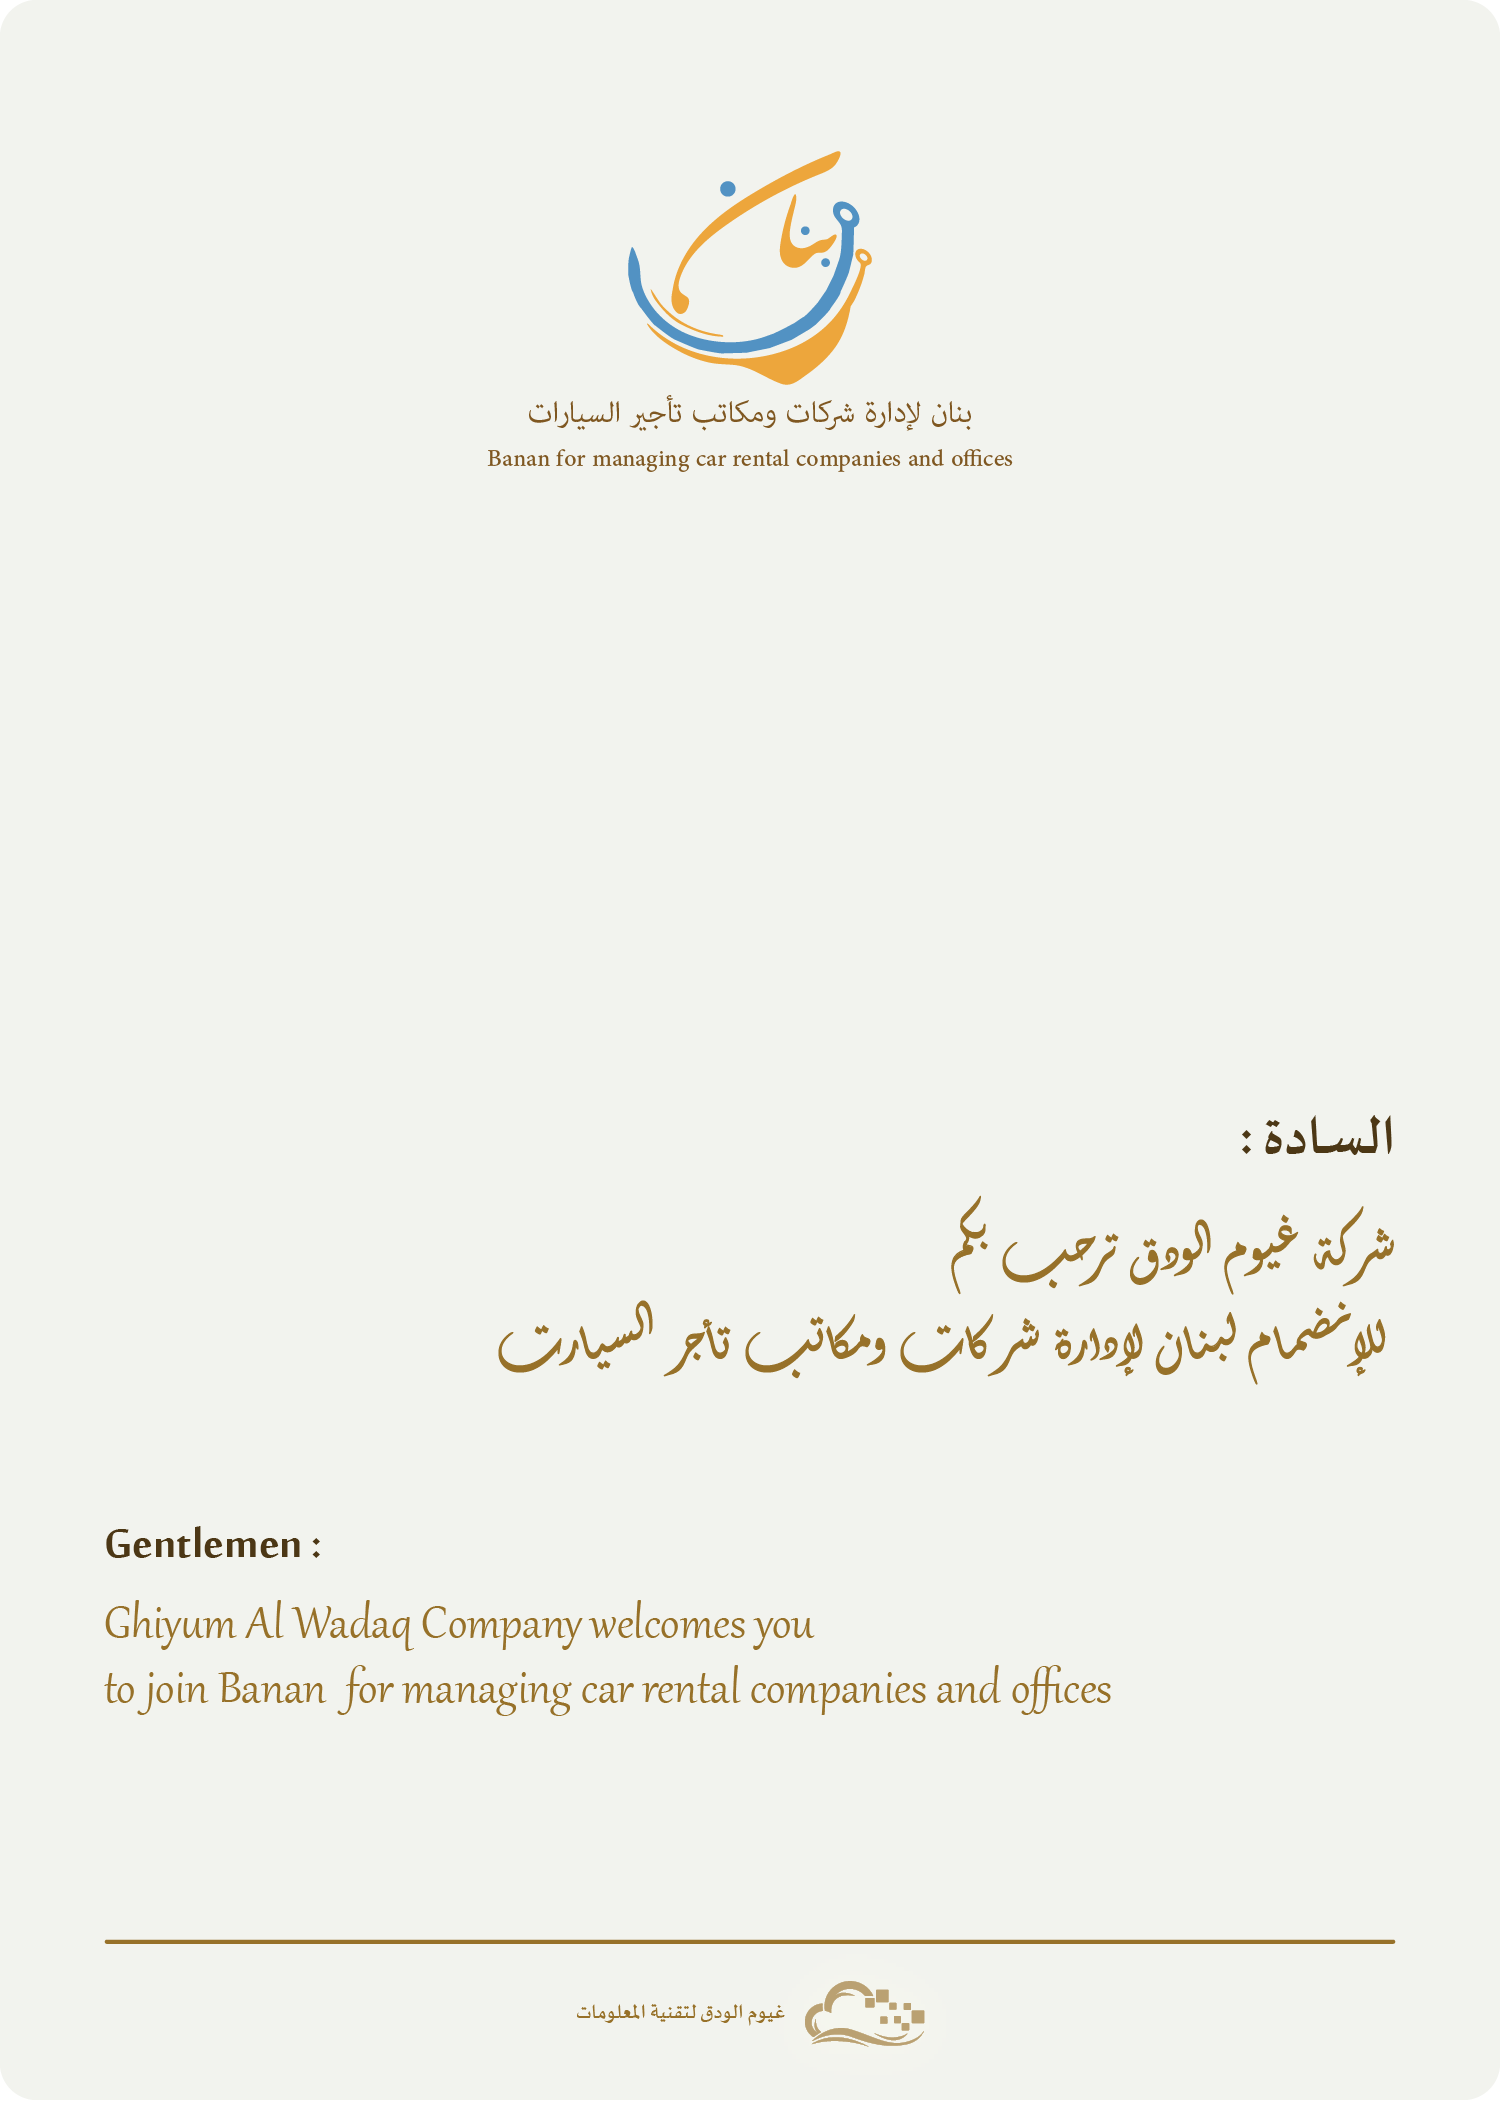 بنان
بنان لإدارة شركات ومكاتب تأجير السيارات
Banan for managing car rental companies and offices
السادة :
شركة غيوم الودق ترحب بكم
للإنضمام لبنان لإدارة شركات ومكاتب تأجر السيارت
Gentlemen :
Ghiyum Al Wadaq Company welcomes you
to join Banan for managing car rental companies and offices
غيوم الودق لتقنية المعلومات